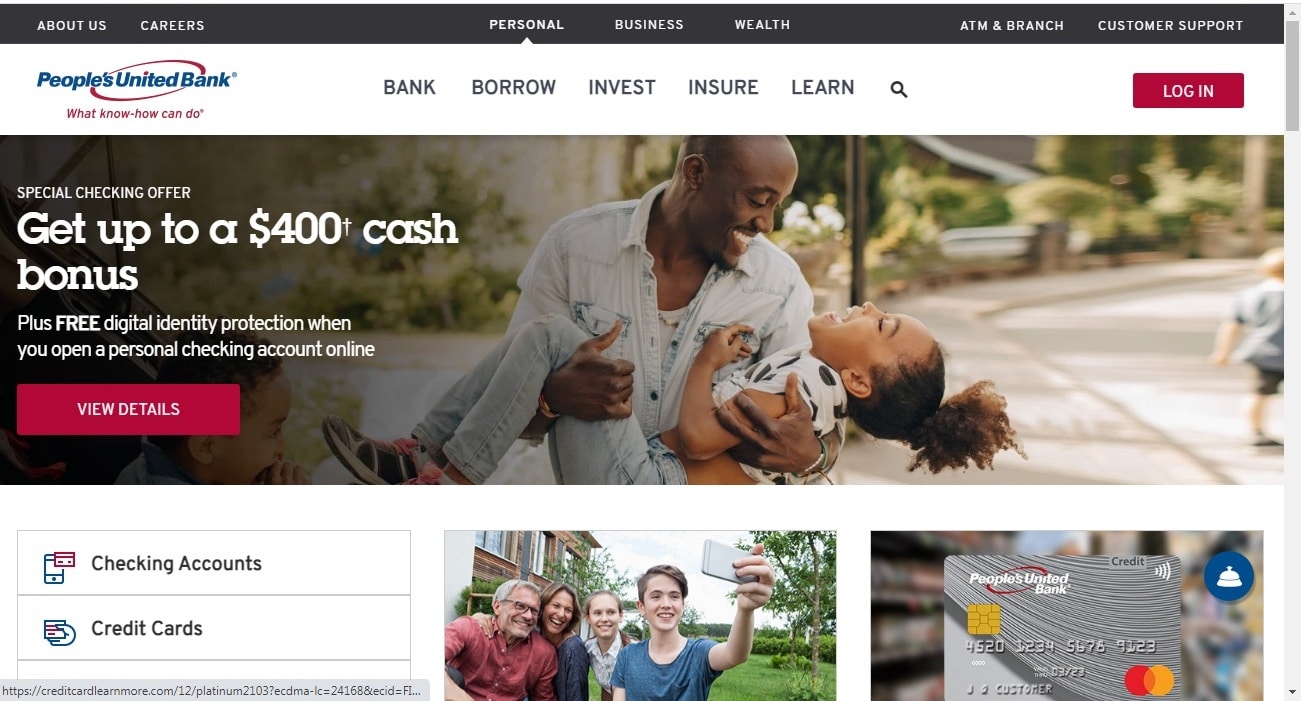 ABOUT US CAREERS PERSONAL BUSINESS WEALTH ATM & BRANCH CUSTOMER SUPPORT
People's United Bank®
What know-how can do®
BANK BORROW INVEST INSURE LEARN LOG IN
SPECIAL CHECKING OFFER
Get up to a $400† cash
bonus
Plus FREE digital identity protection when
you open a personal checking account online
VIEW DETAILS
Checking Accounts
Credit Cards
Credit
People's United
Bank
4520 1234 5678 9123
03/23
J Q CUSTOMER
https://creditcardlearnmore.com/12/platinum2103?ecdma-lc=24168&ecid=FI...